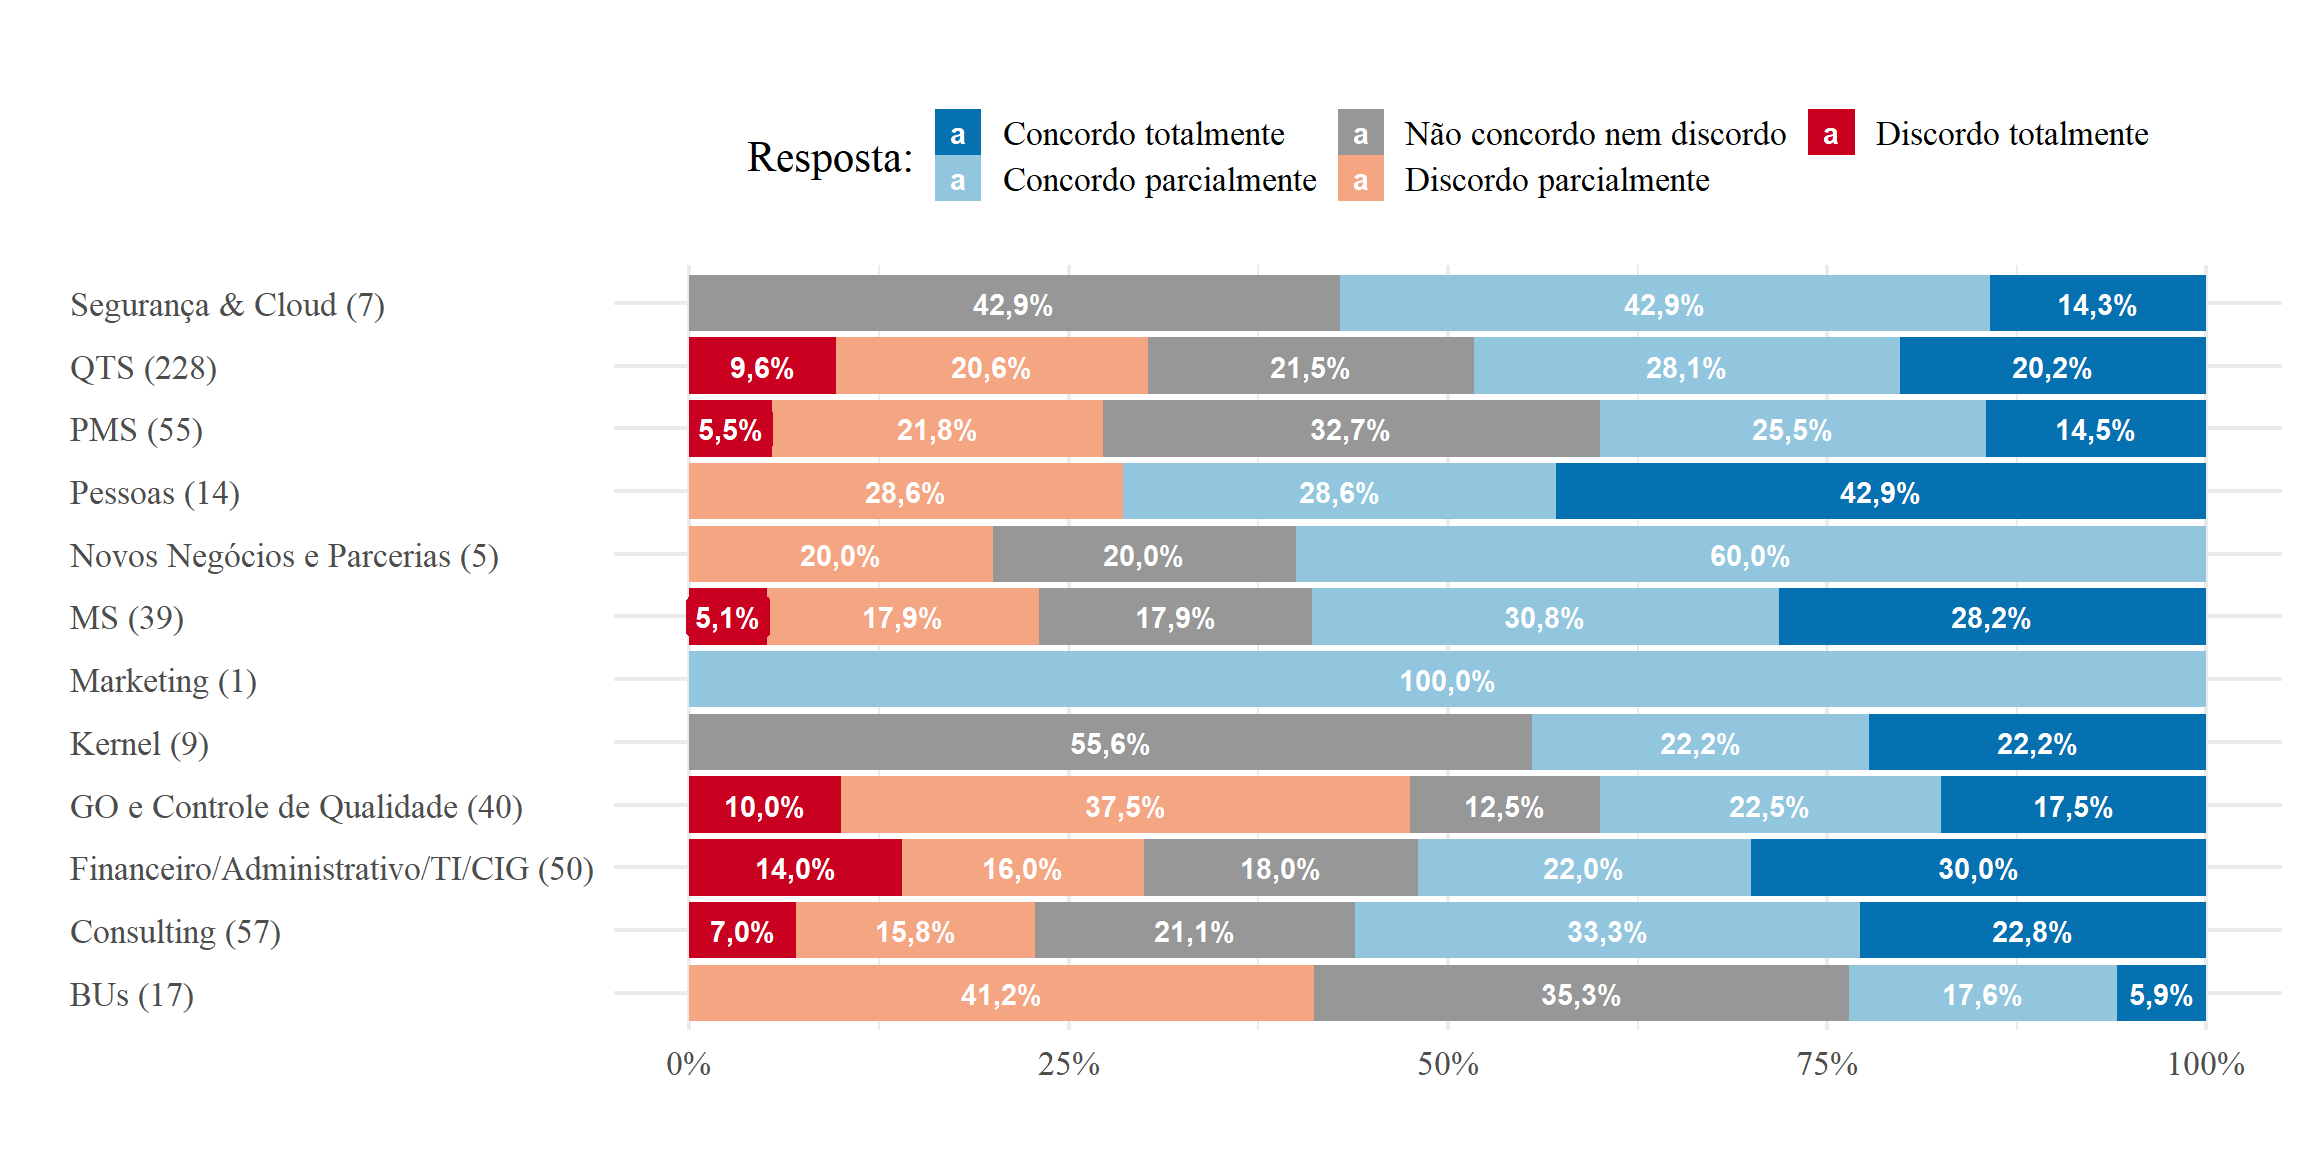 Resposta:
a Concordo totalmente a Não concordo nem discordo a Discordo totalmente
a Concordo parcialmente a Discordo parcialmente
Segurança & Cloud (7) 42,9% 42,9% 14,3%
QTS (228) 9,6% 20,6% 21,5% 28,1% 20,2%
PMS (55) 5,5% 21,8% 32,7% 25,5% 14,5%
Pessoas (14) 28,6% 28,6% 42,9%
Novos Negócios e Parcerias (5) 20,0% 20,0% 60,0%
MS (39) 5,1% 17,9% 17,9% 30,8% 28,2%
Marketing (1) 100,0%
Kernel (9) 55,6% 22,2% 22,2%
GO e Controle de Qualidade (40) 10,0% 37,5% 12,5% 22,5% 17,5%
Financeiro/Administrativo/TI/CIG (50) 14,0% 16,0% 18,0% 22,0% 30,0%
Consulting (57) 7,0% 15,8% 21,1% 33,3% 22,8%
BUs (17) 41,2% 35,3% 17,6% 5,9%
0% 25% 50% 75% 100%